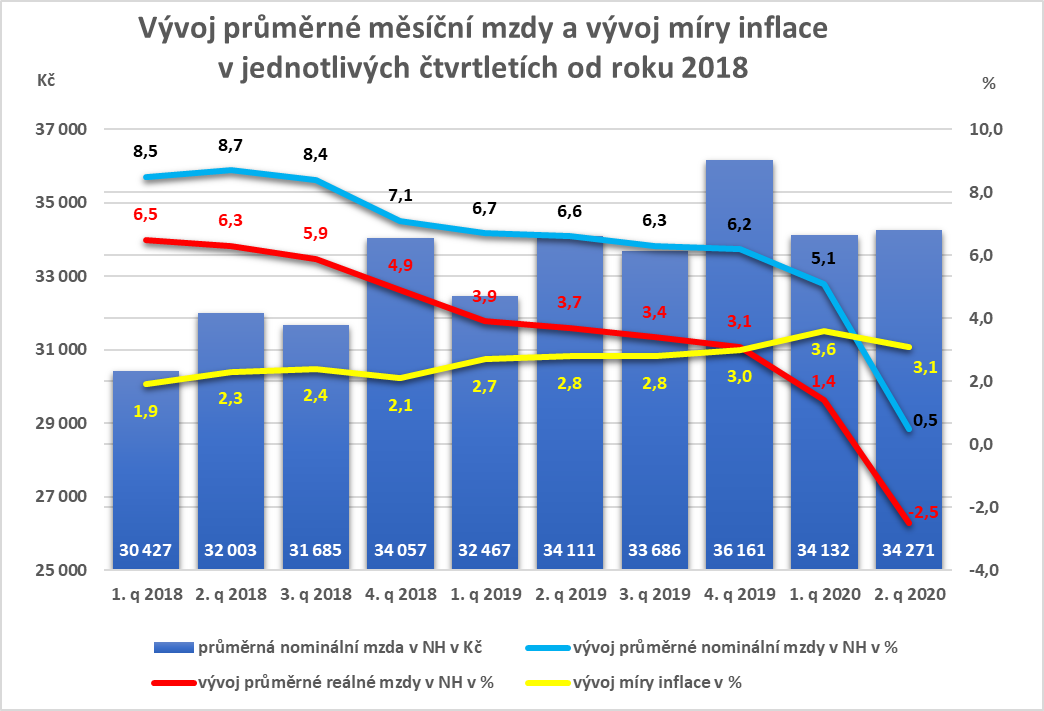 Vývoj průměrné měsíční mzdy a vývoj míry inflace
v jednotlivých čtvrtletích od roku 2018
Kč
%
37 000
35 000
33 000
31 000
29 000
27 000
25 000
10,0
8,0
6,0
4,0
2,0
0,0
-2,0
-4,0
8,5 8,7 8,4 7,1 6,7 6,6 6,3 6,2 5,1 0,5
6,5 6,3 5,9 4,9 3,9 3,7 3,4 3,1 1,4 -2,5
1,9 2,3 2,4 2,1 2,7 2,8 2,8 3,0 3,6 3,1
30 427 32 003 31 685 34 057 32 467 34 111 33 686 36 161 34 132 34 271
1. q 2018 2. q 2018 3. q 2018 4. q 2018 1. q 2019 2. q 2019 3. q 2019 4. q 2019 1. q 2020 2. q 2020
průměrná nominální mzda v NH v Kč
vývoj průměrné nominální mzdy v NH v %
vývoj průměrné reálné mzdy v NH v %
vývoj míry inflace v %